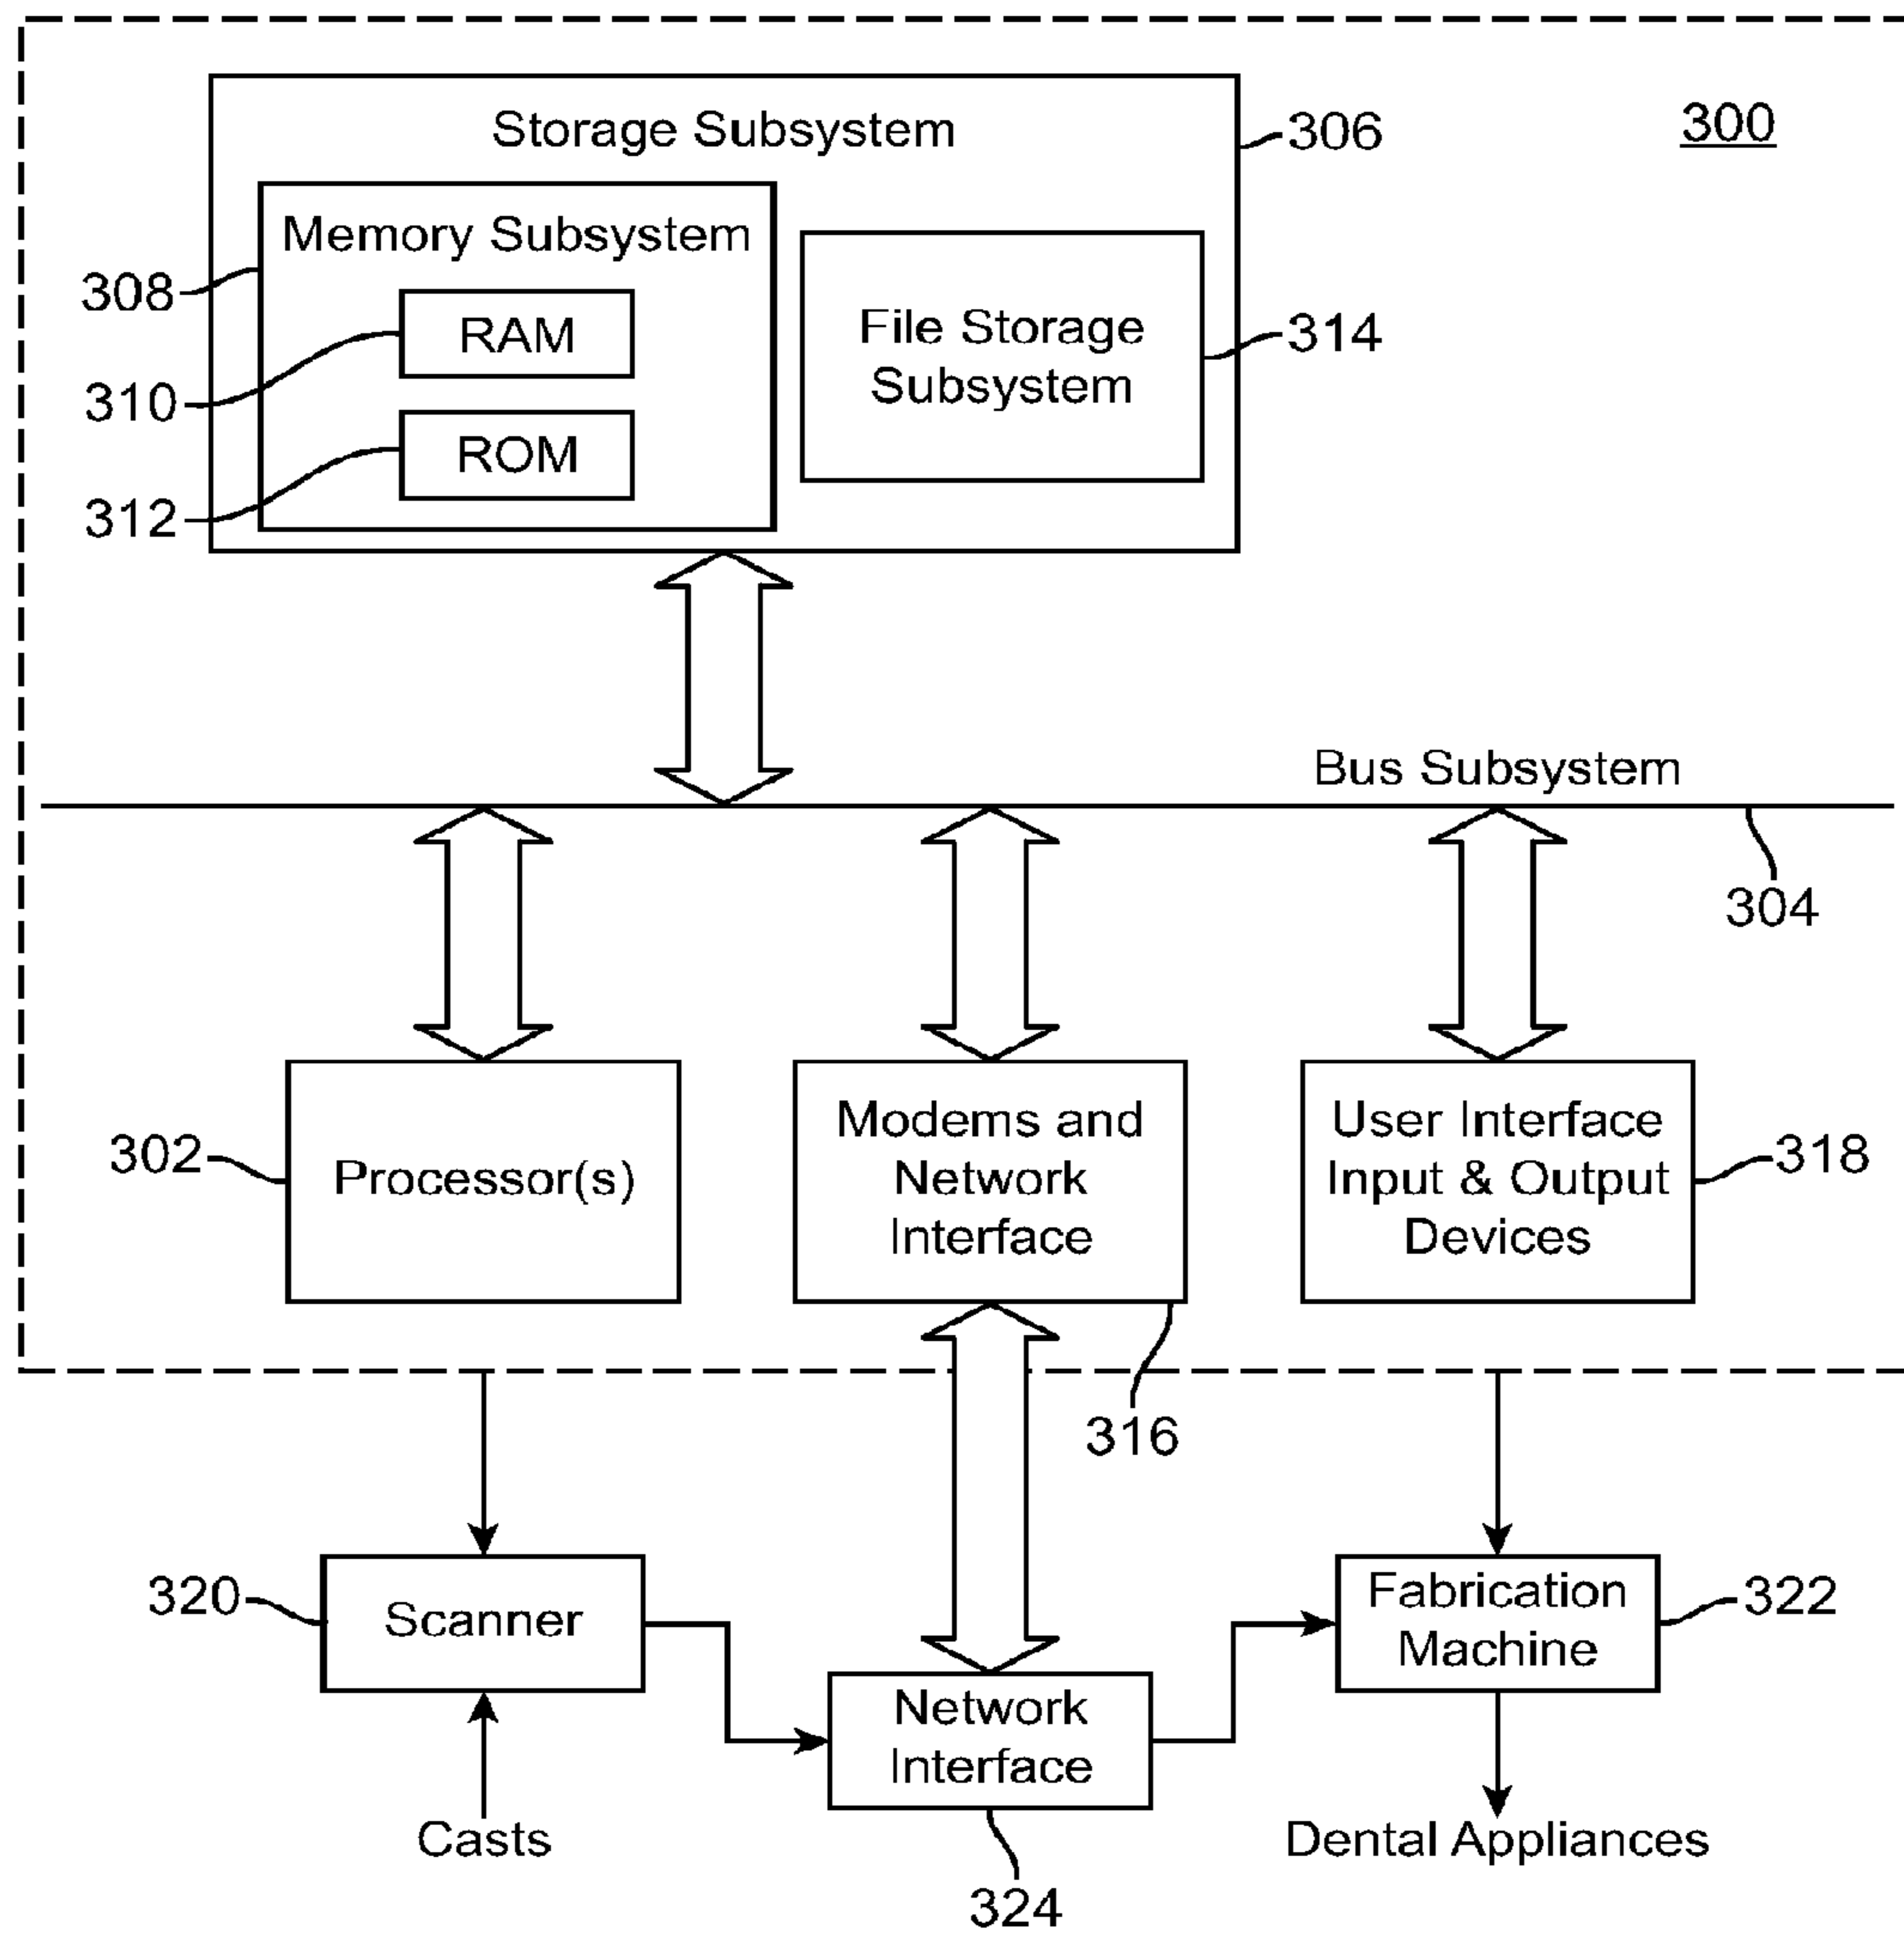 300
Storage Subsystem
306
Memory Subsystem
308
RAM
310
ROM
312
File Storage
Subsystem
314
Bus Subsystem
304
302
Processor(s)
Modems and
Network
Interface
316
User Interface
Input & Output
Devices
318
320
Scanner
Casts
Network
Interface
324
Fabrication
Machine
322
Dental Appliances